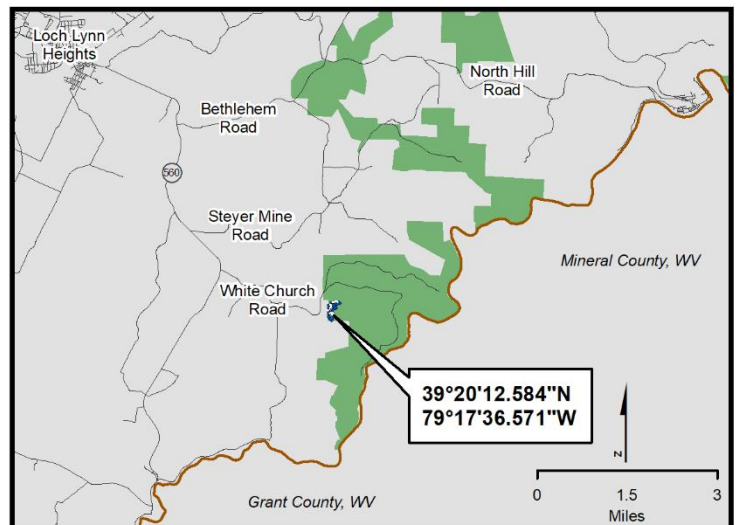 Loch Lynn
Heights
North Hill
Road
Bethlehem
Road
560
Steyer Mine
Road
Mineral County, WV
White Church
Road
39°20'12.584"N
79°17'36.571"W
N
0 1.5 3
Miles
Grant County, WV